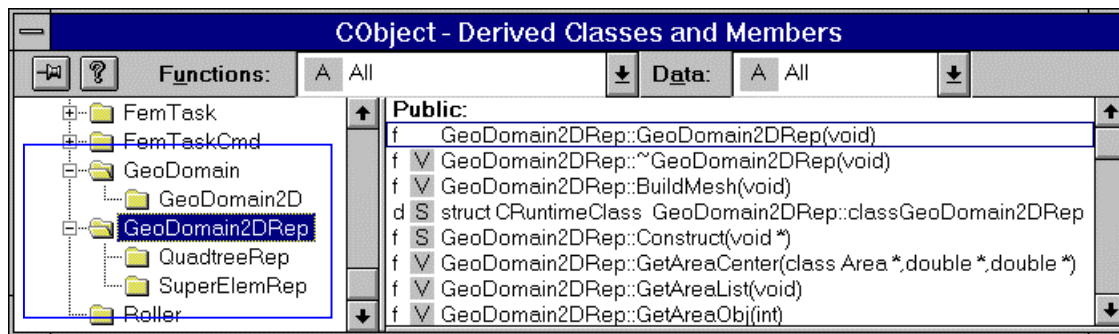 CObject - Derived Classes and Members
? Functions: A All Data: A All
FemTask
FemTaskCmd
GeoDomain
GeoDomain2D
GeoDomain2DRep
QuadtreeRep
SuperElemRep
Roller
Public:
f GeoDomain2DRep::GeoDomain2DRep(void)
f V GeoDomain2DRep::~GeoDomain2DRep(void)
f V GeoDomain2DRep::BuildMesh(void)
d S struct CRuntimeClass GeoDomain2DRep::classGeoDomain2DRep
f S GeoDomain2DRep::Construct(void *)
f V GeoDomain2DRep::GetAreaCenter(class Area *,double *,double *)
f V GeoDomain2DRep::GetAreaList(void)
f V GeoDomain2DRep::GetAreaObj(int)